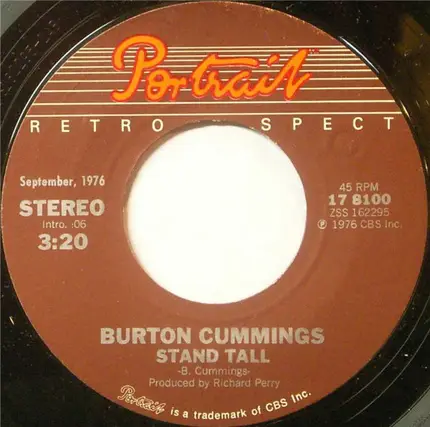 Portrait™
RETRO SPECT
September, 1976
STEREO
Intro. :06
3:20
45 RPM
17 8100
ZSS 162295
℗ 1976 CBS Inc.
BURTON CUMMINGS
STAND TALL
-B. Cummings-
Produced by Richard Perry
Portrait is a trademark of CBS Inc.